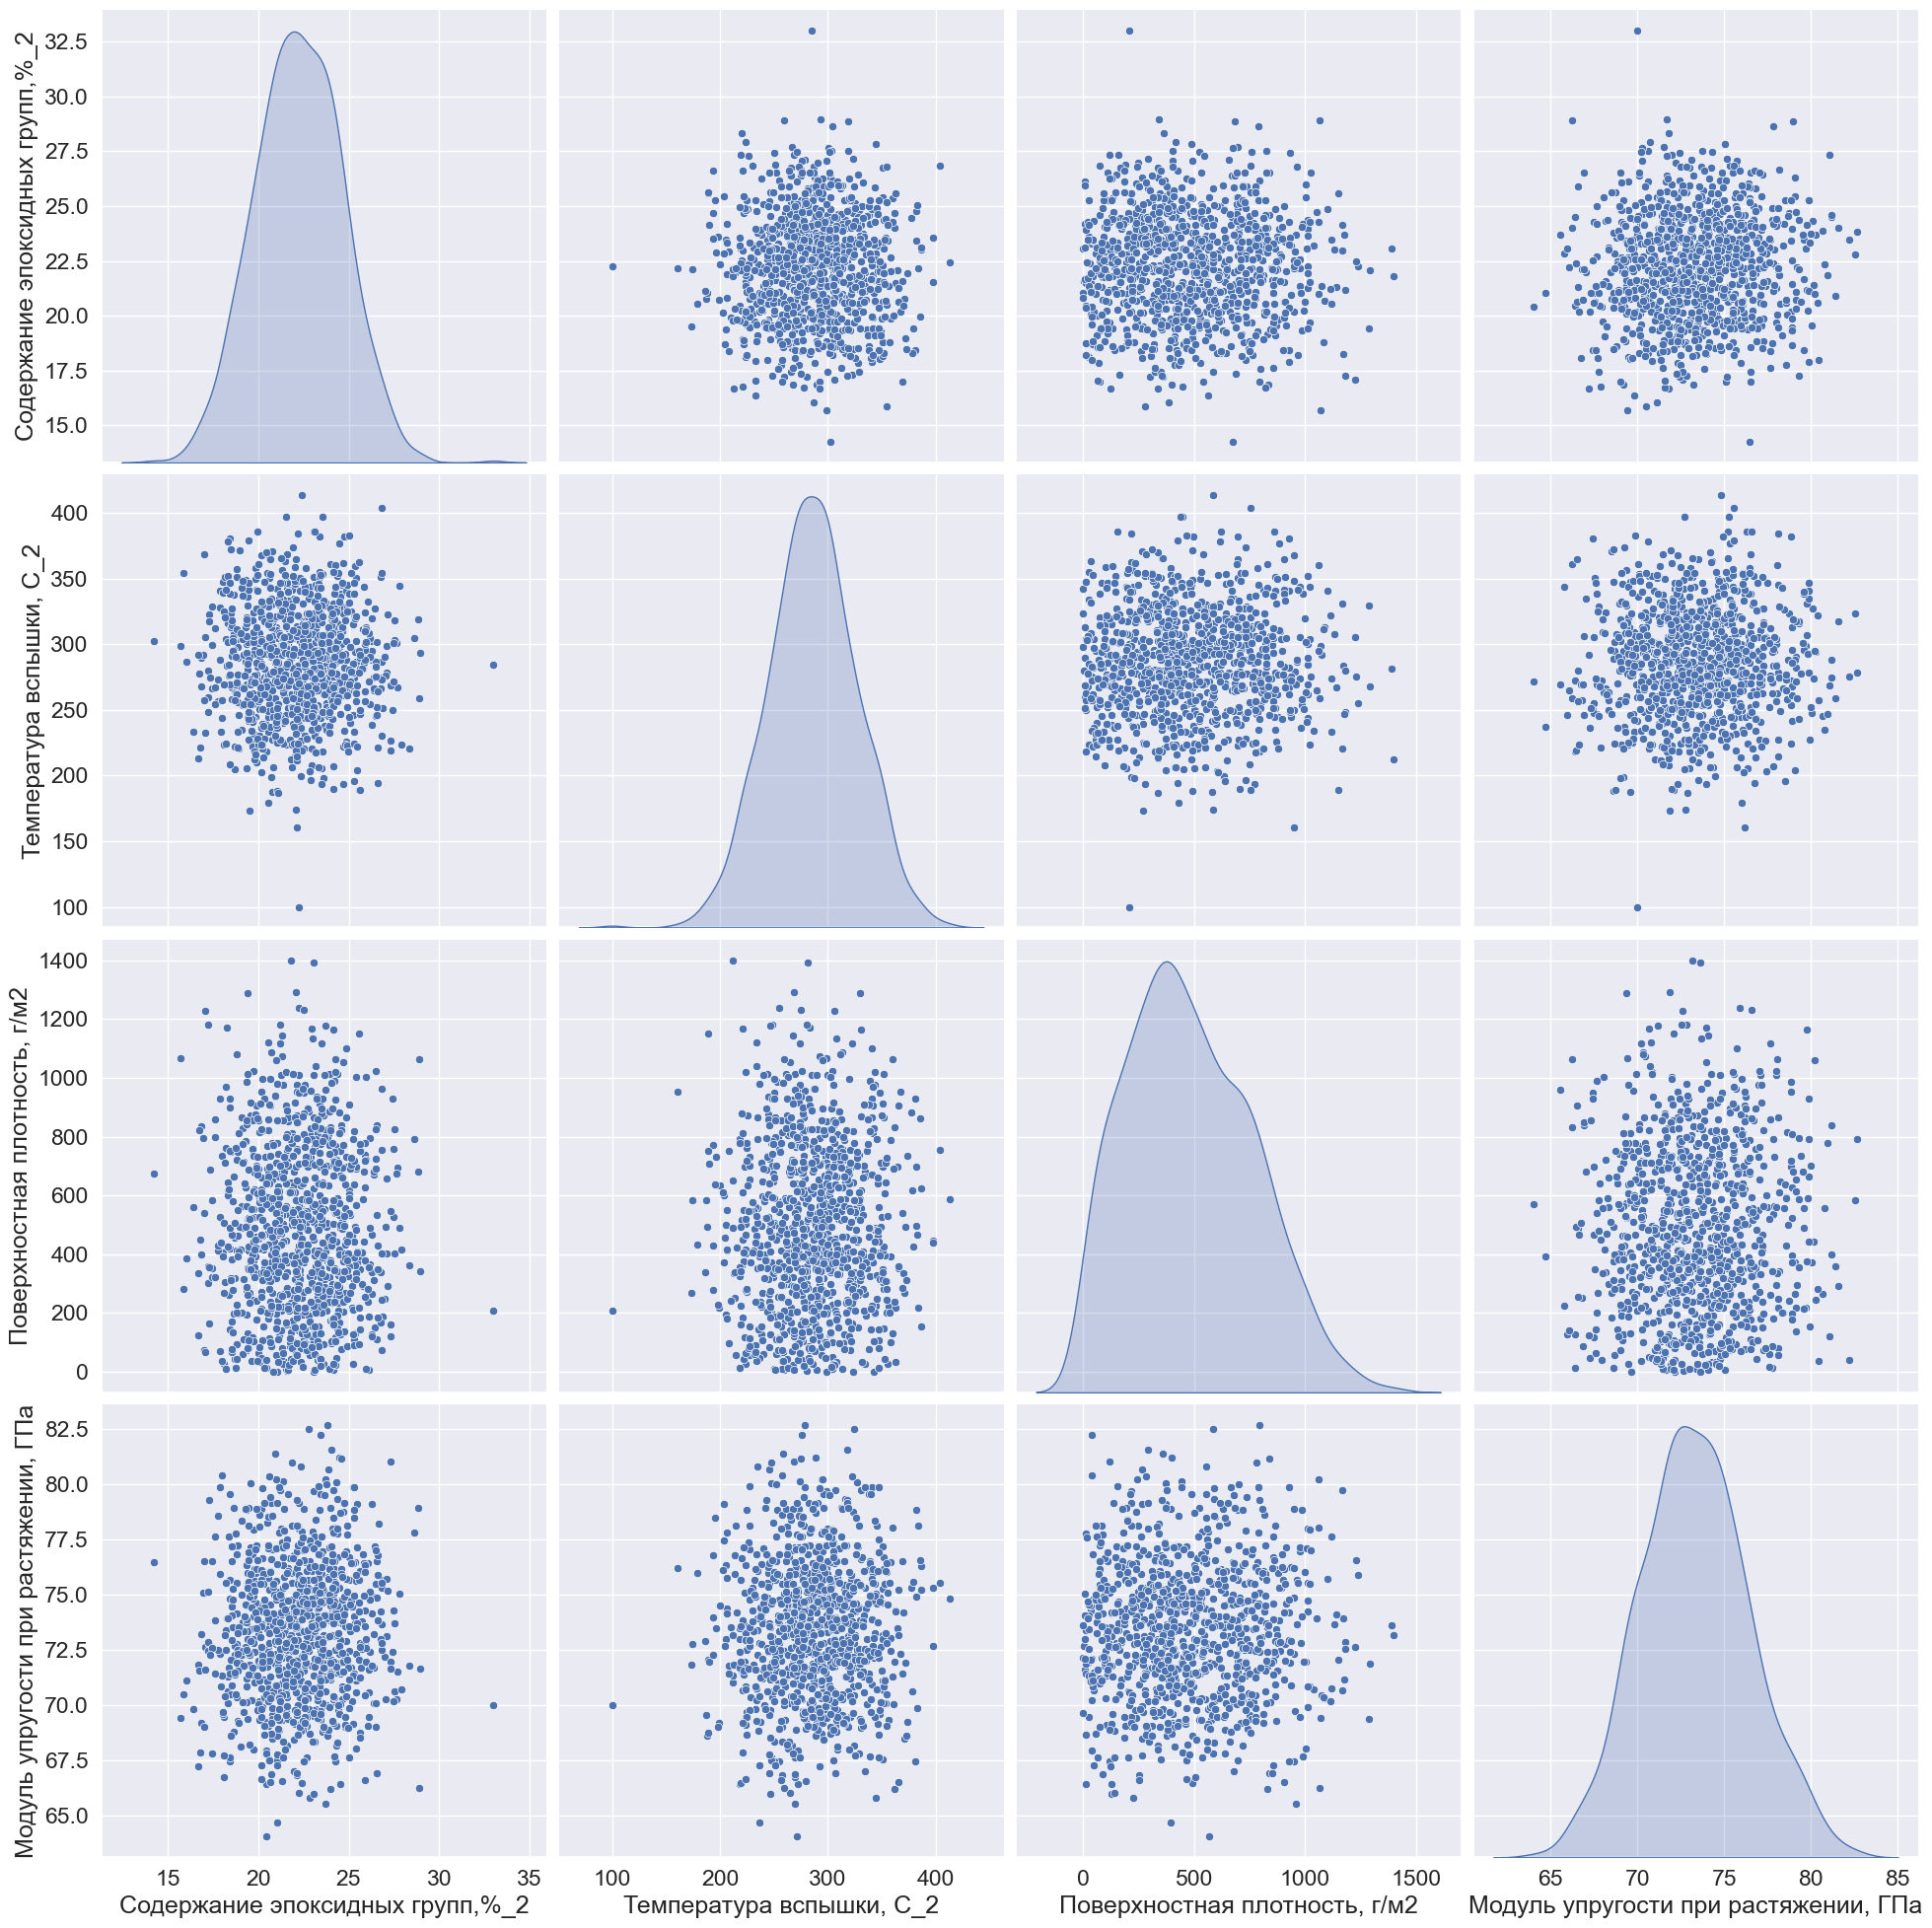 Содержание эпоксидных групп,%_2
32.5
30.0
27.5
25.0
22.5
20.0
17.5
15.0
Температура вспышки, С_2
400
350
300
250
200
150
100
Поверхностная плотность, г/м2
1400
1200
1000
800
600
400
200
0
Модуль упругости при растяжении, ГПа
82.5
80.0
77.5
75.0
72.5
70.0
67.5
65.0
15 20 25 30 35
Содержание эпоксидных групп,%_2
100 200 300 400
Температура вспышки, С_2
0 500 1000 1500
Поверхностная плотность, г/м2
65 70 75 80 85
Модуль упругости при растяжении, ГПа